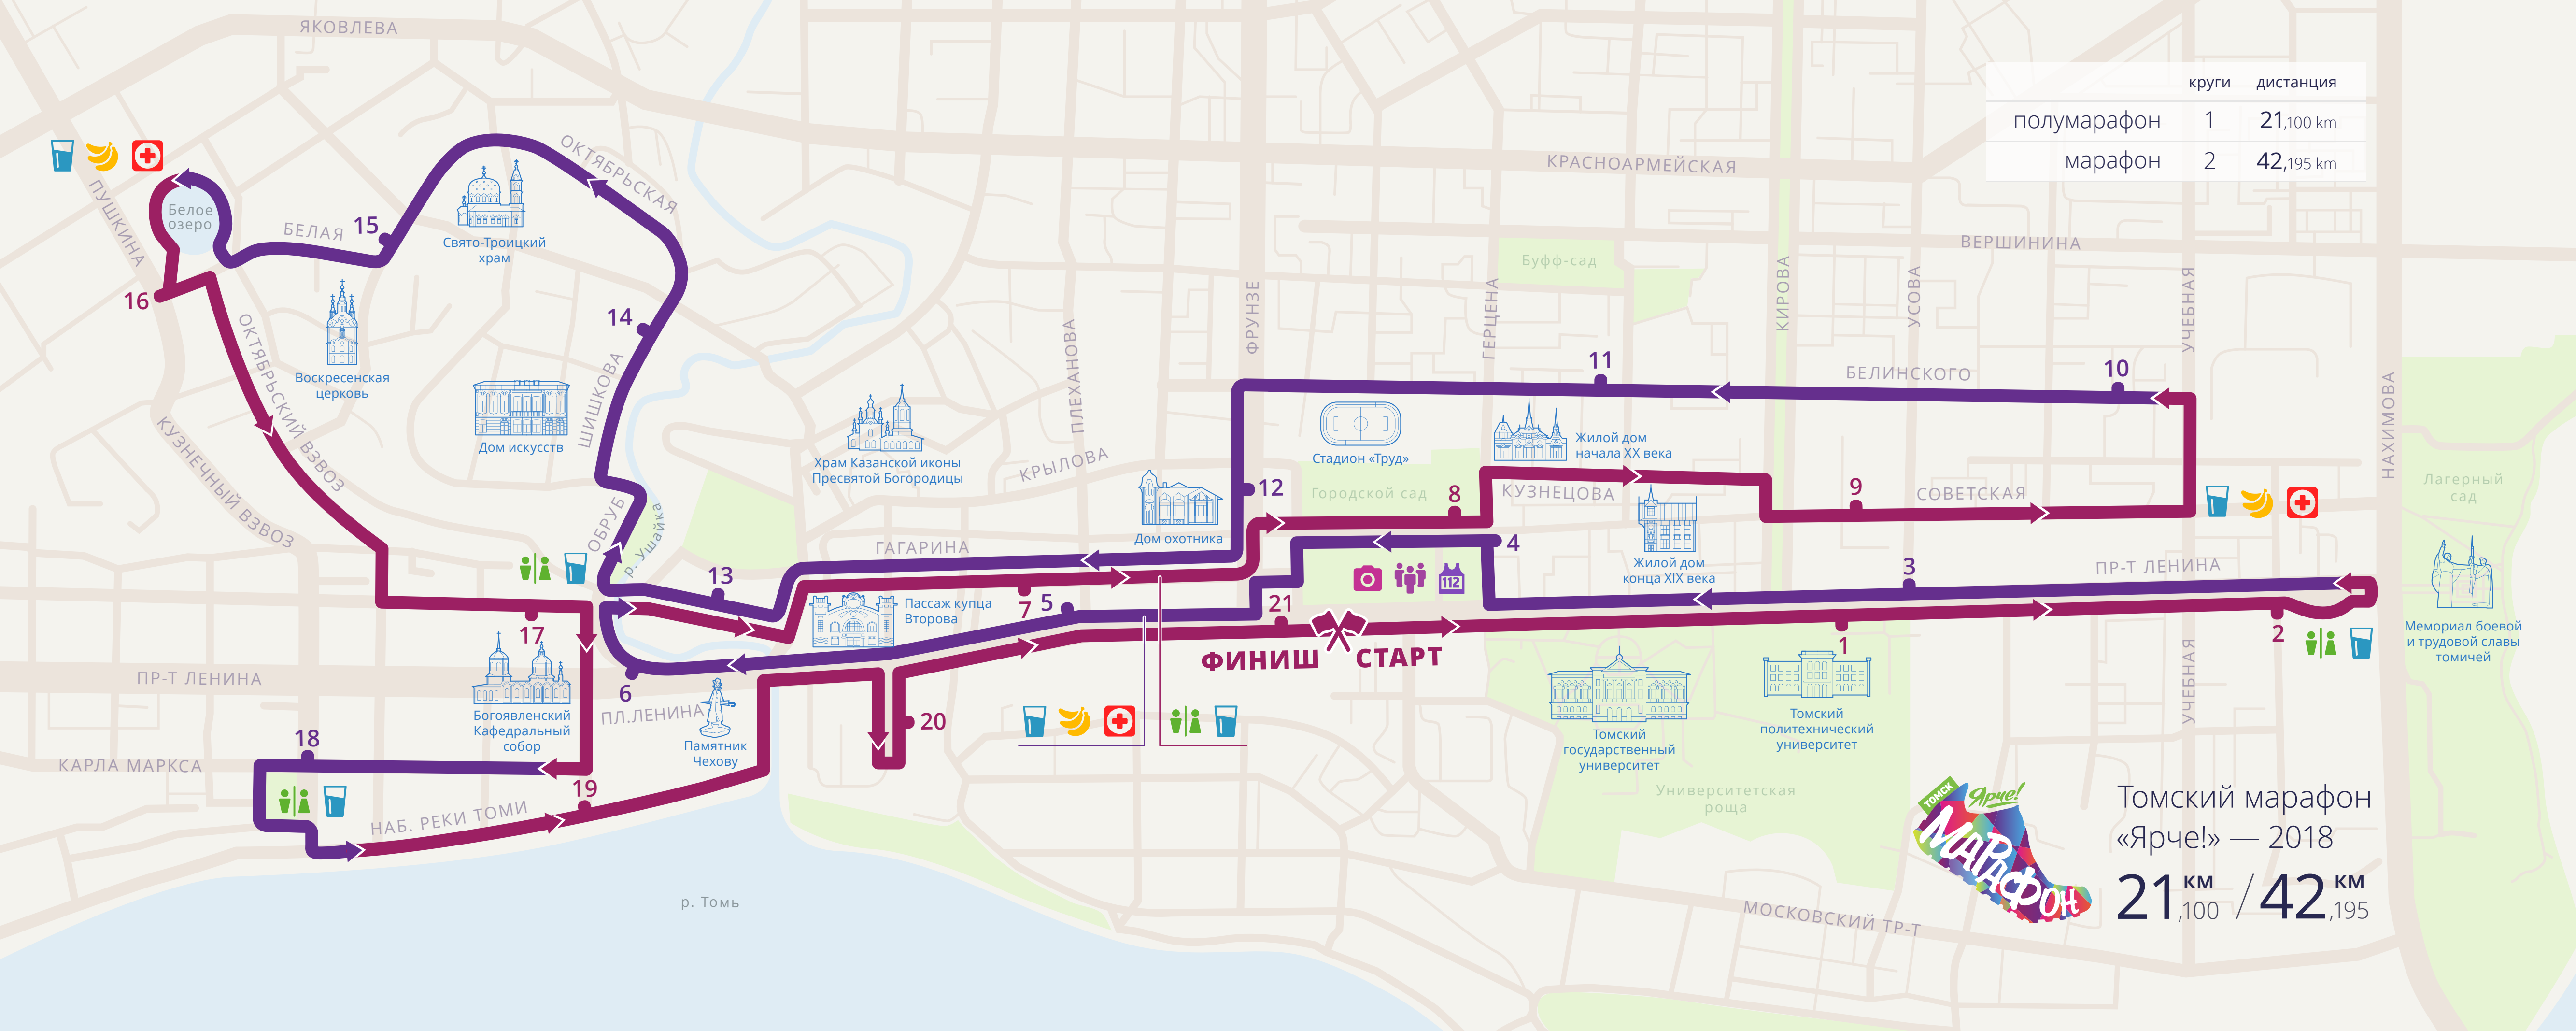 ЯКОВЛЕВА
круги дистанция
полумарафон 1 21,100 km
марафон 2 42,195 km
КРАСНОАРМЕЙСКАЯ
ОКТЯБРЬСКАЯ
ПУШКИНА
Белое
озеро
БЕЛАЯ
15
Свято-Троицкий
храм
ВЕРШИНИНА
Буфф-сад
16
14
ФРУНЗЕ
ГЕРЦЕНА
КИРОВА
УСОВА
УЧЕБНАЯ
ОКТЯБРЬСКИЙ ВЗВОЗ
Воскресенская
церковь
ШИШКОВА
ПЛЕХАНОВА
11
БЕЛИНСКОГО
10
НАХИМОВА
Дом искусств
КУЗНЕЧНЫЙ ВЗВОЗ
Храм Казанской иконы
Пресвятой Богородицы
КРЫЛОВА
Стадион «Труд»
Жилой дом
начала XX века
12
Городской сад
8
КУЗНЕЦОВА
9
СОВЕТСКАЯ
Лагерный
сад
ОБРУБ
р. Ушайка
ГАГАРИНА
Дом охотника
4
Жилой дом
конца XIX века
3
ПР-Т ЛЕНИНА
13
Пассаж купца
Второва
7
5
112
21
ФИНИШ
СТАРТ
1
2
Мемориал боевой
и трудовой славы
томичей
17
ПР-Т ЛЕНИНА
6
Богоявленский
Кафедральный
собор
ПЛ.ЛЕНИНА
Памятник
Чехову
20
Томский
государственный
университет
Томский
политехнический
университет
УЧЕБНАЯ
18
КАРЛА МАРКСА
19
НАБ. РЕКИ ТОМИ
Университетская
роща
р. Томь
МОСКОВСКИЙ ТР-Т
ТОМСК
Ярче!
МАРАФОН
Томский марафон
«Ярче!» — 2018
21,100 км / 42,195 км